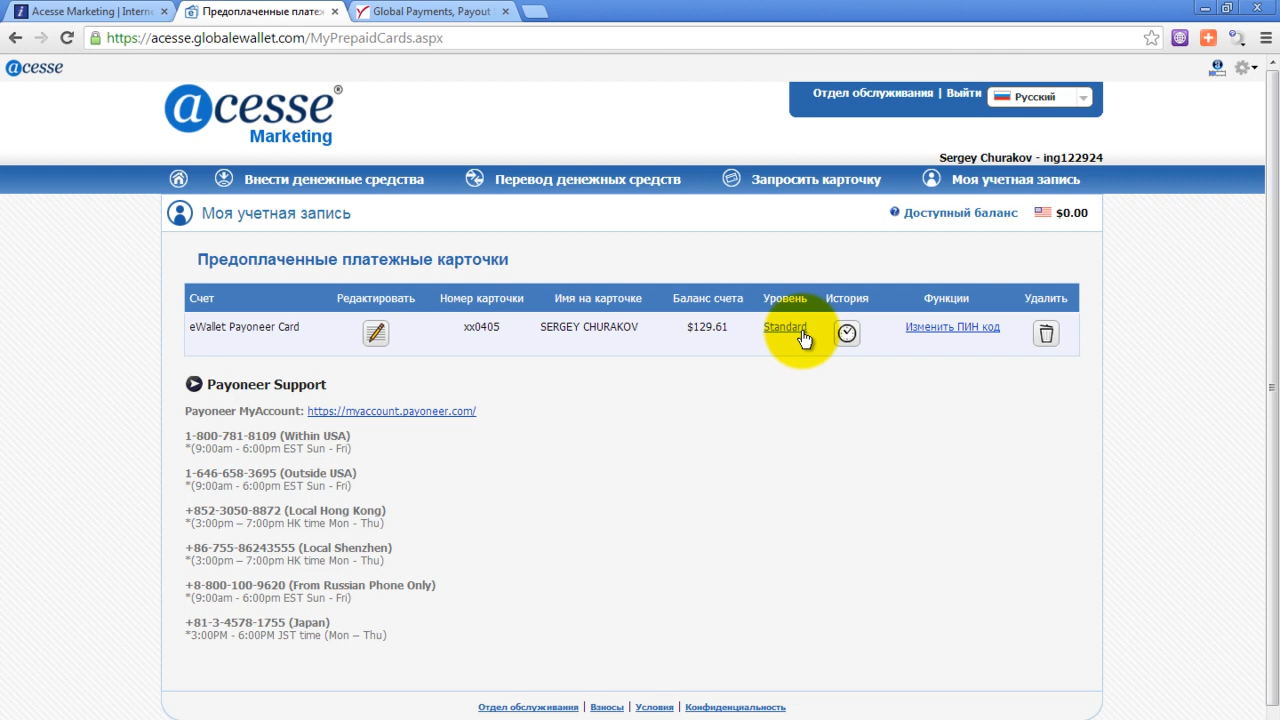 Acesse Marketing | Intern
Предоплаченные платеж
Global Payments, Payout
https://acesse.globalewallet.com/MyPrepaidCards.aspx
acesse
acesse®
Marketing
Отдел обслуживания | Выйти
Русский
Sergey Churakov - ing122924
Внести денежные средства
Перевод денежных средств
Запросить карточку
Моя учетная запись
Моя учетная запись
Доступный баланс $0.00
Предоплаченные платежные карточки
Счет Редактировать Номер карточки Имя на карточке Баланс счета Уровень История Функции Удалить
eWallet Payoneer Card xx0405 SERGEY CHURAKOV $129.61 Standard Изменить ПИН код
Payoneer Support
Payoneer MyAccount: https://myaccount.payoneer.com/
1-800-781-8109 (Within USA)
*(9:00am - 6:00pm EST Sun - Fri)
1-646-658-3695 (Outside USA)
*(9:00am - 6:00pm EST Sun - Fri)
+852-3050-8872 (Local Hong Kong)
*(3:00pm – 7:00pm HK time Mon - Thu)
+86-755-86243555 (Local Shenzhen)
*(3:00pm – 7:00pm HK time Mon - Thu)
+8-800-100-9620 (From Russian Phone Only)
*(9:00am - 6:00pm EST Sun - Fri)
+81-3-4578-1755 (Japan)
*3:00PM - 6:00PM JST time (Mon – Thu)
Отдел обслуживания | Взносы | Условия | Конфиденциальность